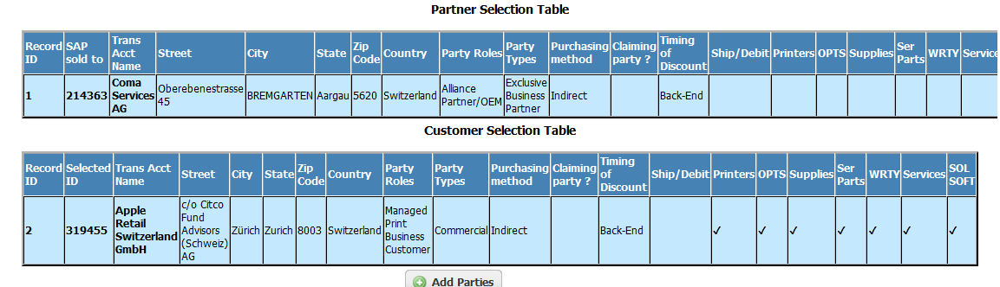 Partner Selection Table
Record ID SAP sold to Trans Acct Name Street City State Zip Code Country Party Roles Party Types Purchasing method Claiming party ? Timing of Discount Ship/Debit Printers OPTS Supplies Ser Parts WRTY Service
1 214363 Coma Services AG Oberebenestrasse 45 BREMGARTEN Aargau 5620 Switzerland Alliance Partner/OEM Exclusive Business Partner Indirect Back-End
Customer Selection Table
Record ID Selected ID Trans Acct Name Street City State Zip Code Country Party Roles Party Types Purchasing method Claiming party ? Timing of Discount Ship/Debit Printers OPTS Supplies Ser Parts WRTY Services SOL SOFT
2 319455 Apple Retail Switzerland GmbH c/o Citco Fund Advisors (Schweiz) AG Zürich Zurich 8003 Switzerland Managed Print Business Customer Commercial Indirect Back-End ✓ ✓ ✓ ✓ ✓ ✓ ✓
Add Parties